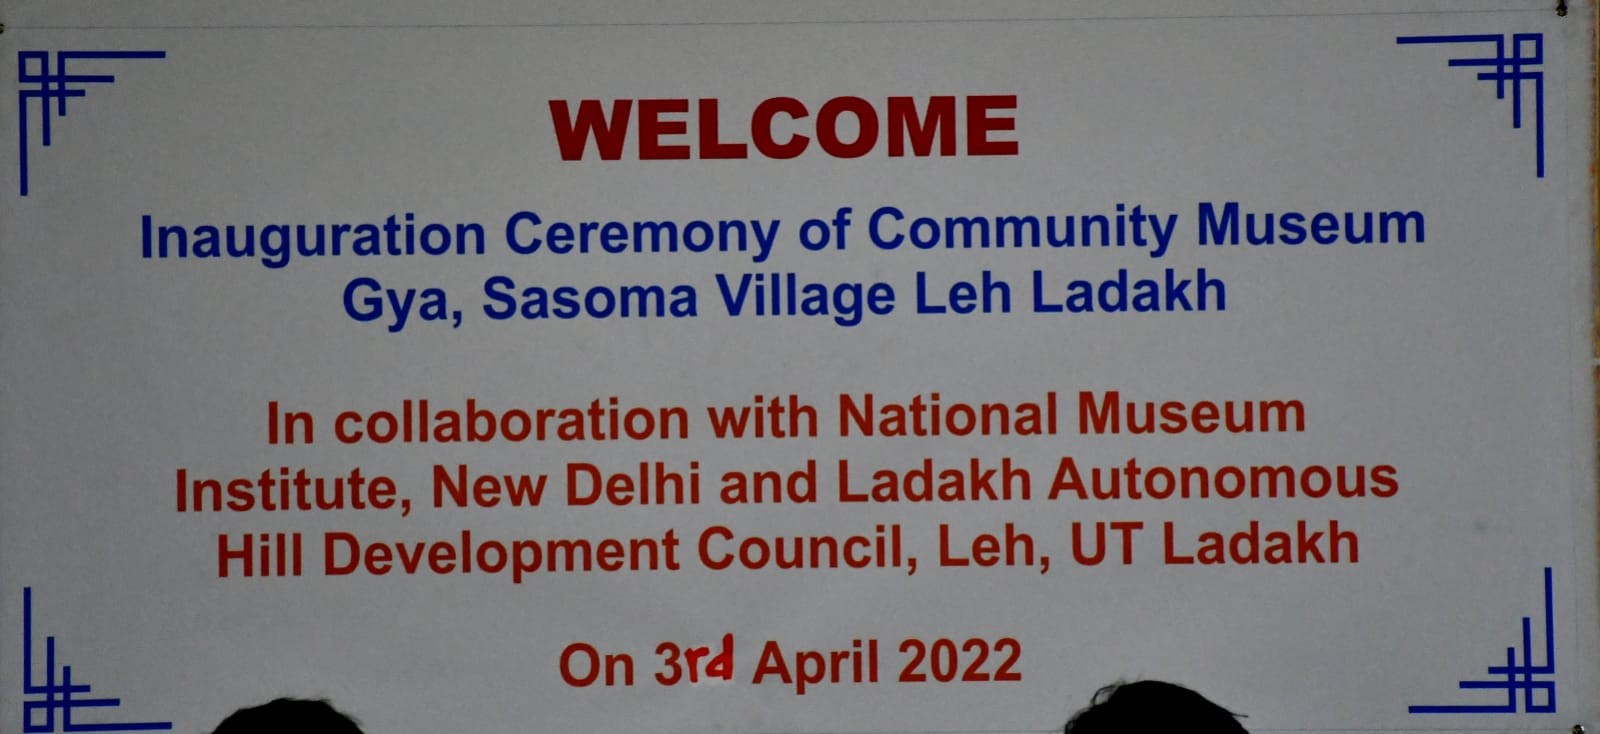 WELCOME
Inauguration Ceremony of Community Museum
Gya, Sasoma Village Leh Ladakh
In collaboration with National Museum
Institute, New Delhi and Ladakh Autonomous
Hill Development Council, Leh, UT Ladakh
On 3rd April 2022